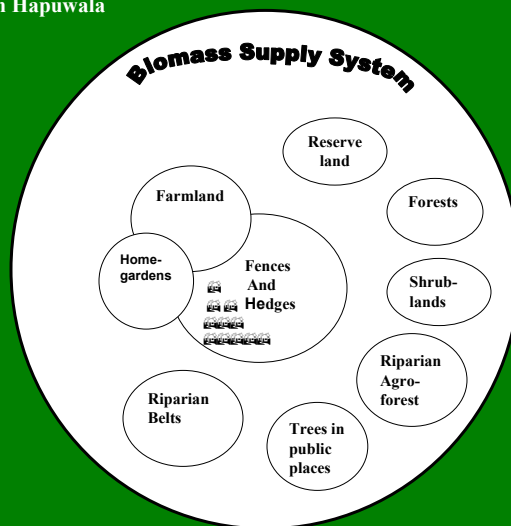 Hapuwala
Biomass Supply System
Reserve
land
Farmland
Forests
Home-
gardens
Fences
And
Hedges
Shrub-
lands
Riparian
Agro-
forest
Riparian
Belts
Trees in
public
places